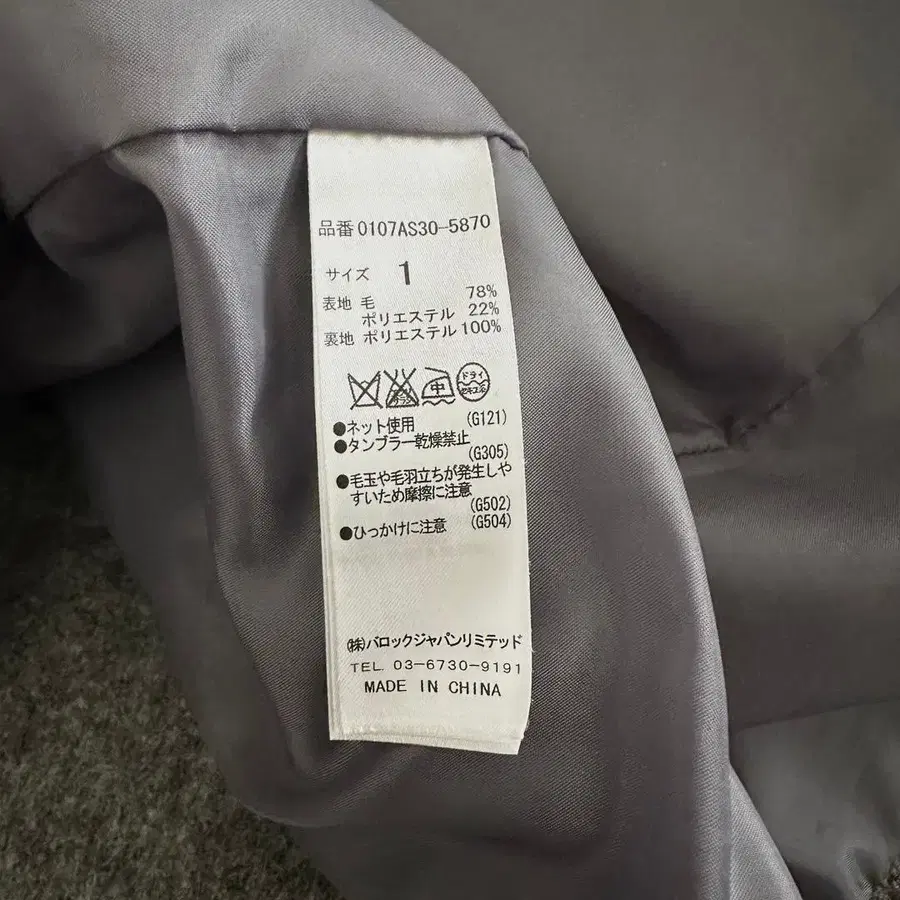 品番 0107AS30-5870
サイズ 1
表地 毛 78%
ポリエステル 22%
裏地 ポリエステル 100%
中 ドライ セキユ系
●ネット使用 (G121)
●タンブラー乾燥禁止
(G305)
●毛玉や毛羽立ちが発生しや
すいため摩擦に注意
(G502)
●ひっかけに注意 (G504)
㈱バロックジャパンリミテッド
TEL. 03-6730-9191
MADE IN CHINA